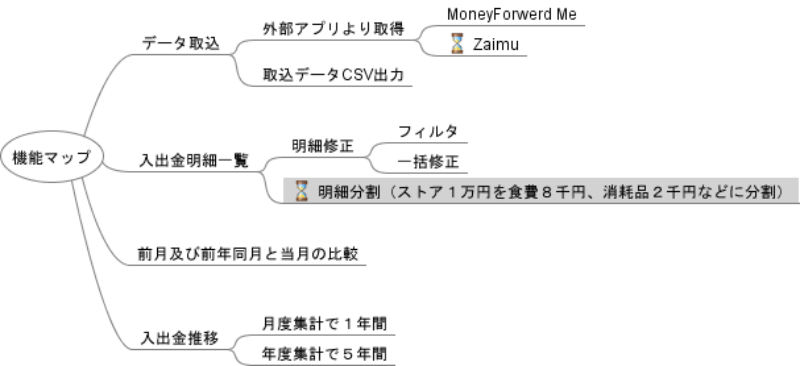 機能マップ
データ取込
外部アプリより取得
MoneyForwerd Me
Zaimu
取込データCSV出力
入出金明細一覧
明細修正
フィルタ
一括修正
明細分割（ストア１万円を食費８千円、消耗品２千円などに分割）
前月及び前年同月と当月の比較
入出金推移
月度集計で１年間
年度集計で５年間